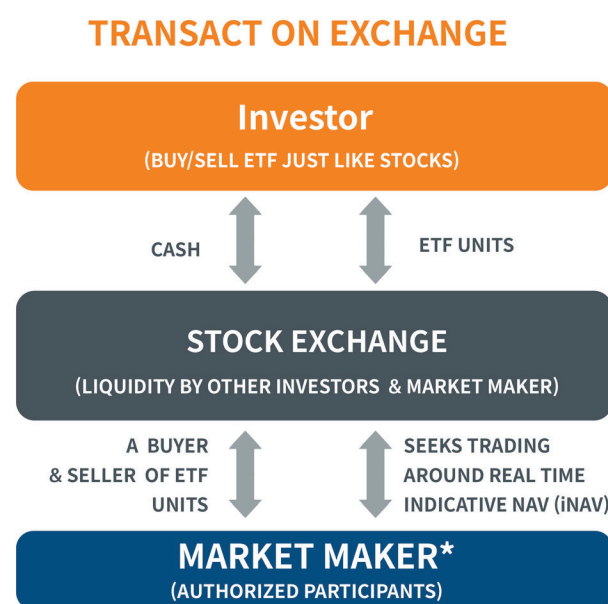 TRANSACT ON EXCHANGE
Investor
(BUY/SELL ETF JUST LIKE STOCKS)
CASH
ETF UNITS
STOCK EXCHANGE
(LIQUIDITY BY OTHER INVESTORS & MARKET MAKER)
A BUYER
& SELLER OF ETF
UNITS
SEEKS TRADING
AROUND REAL TIME
INDICATIVE NAV (iNAV)
MARKET MAKER*
(AUTHORIZED PARTICIPANTS)